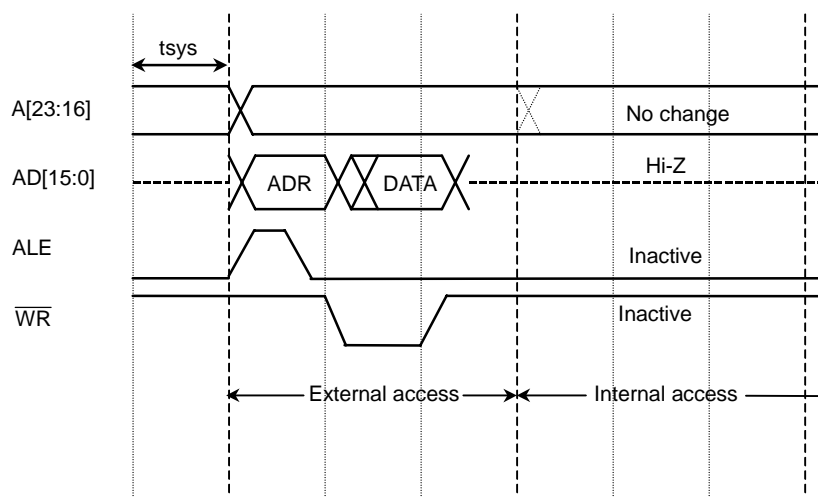 tsys
A[23:16]
No change
AD[15:0]
ADR
DATA
Hi-Z
ALE
Inactive
WR
Inactive
External access
Internal access